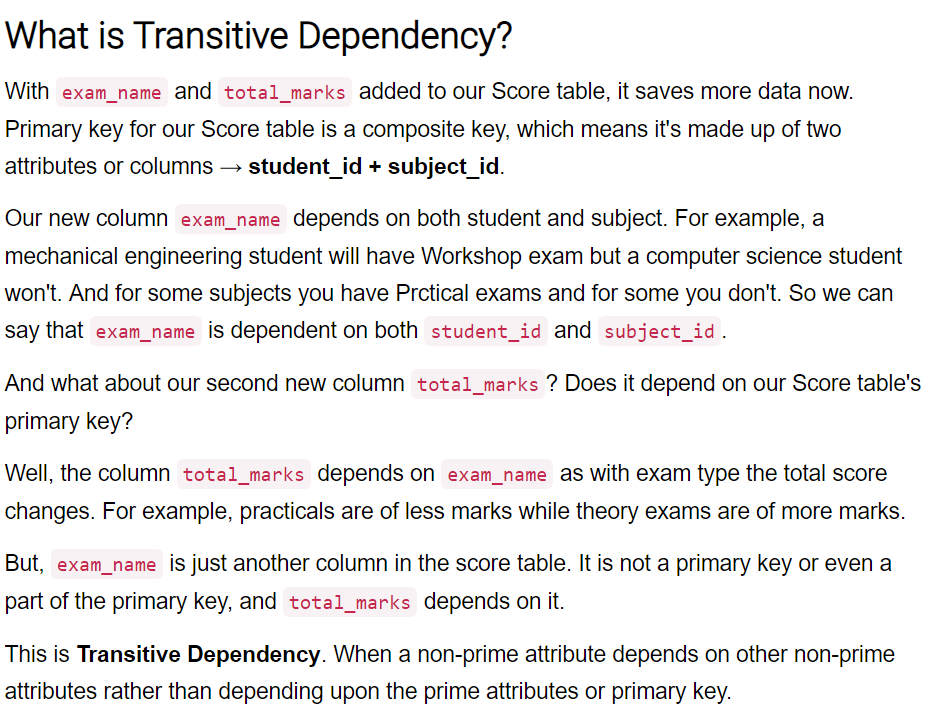 What is Transitive Dependency?
With exam_name and total_marks added to our Score table, it saves more data now.
Primary key for our Score table is a composite key, which means it's made up of two
attributes or columns → student_id + subject_id.
Our new column exam_name depends on both student and subject. For example, a
mechanical engineering student will have Workshop exam but a computer science student
won't. And for some subjects you have Prctical exams and for some you don't. So we can
say that exam_name is dependent on both student_id and subject_id.
And what about our second new column total_marks? Does it depend on our Score table's
primary key?
Well, the column total_marks depends on exam_name as with exam type the total score
changes. For example, practicals are of less marks while theory exams are of more marks.
But, exam_name is just another column in the score table. It is not a primary key or even a
part of the primary key, and total_marks depends on it.
This is Transitive Dependency. When a non-prime attribute depends on other non-prime
attributes rather than depending upon the prime attributes or primary key.